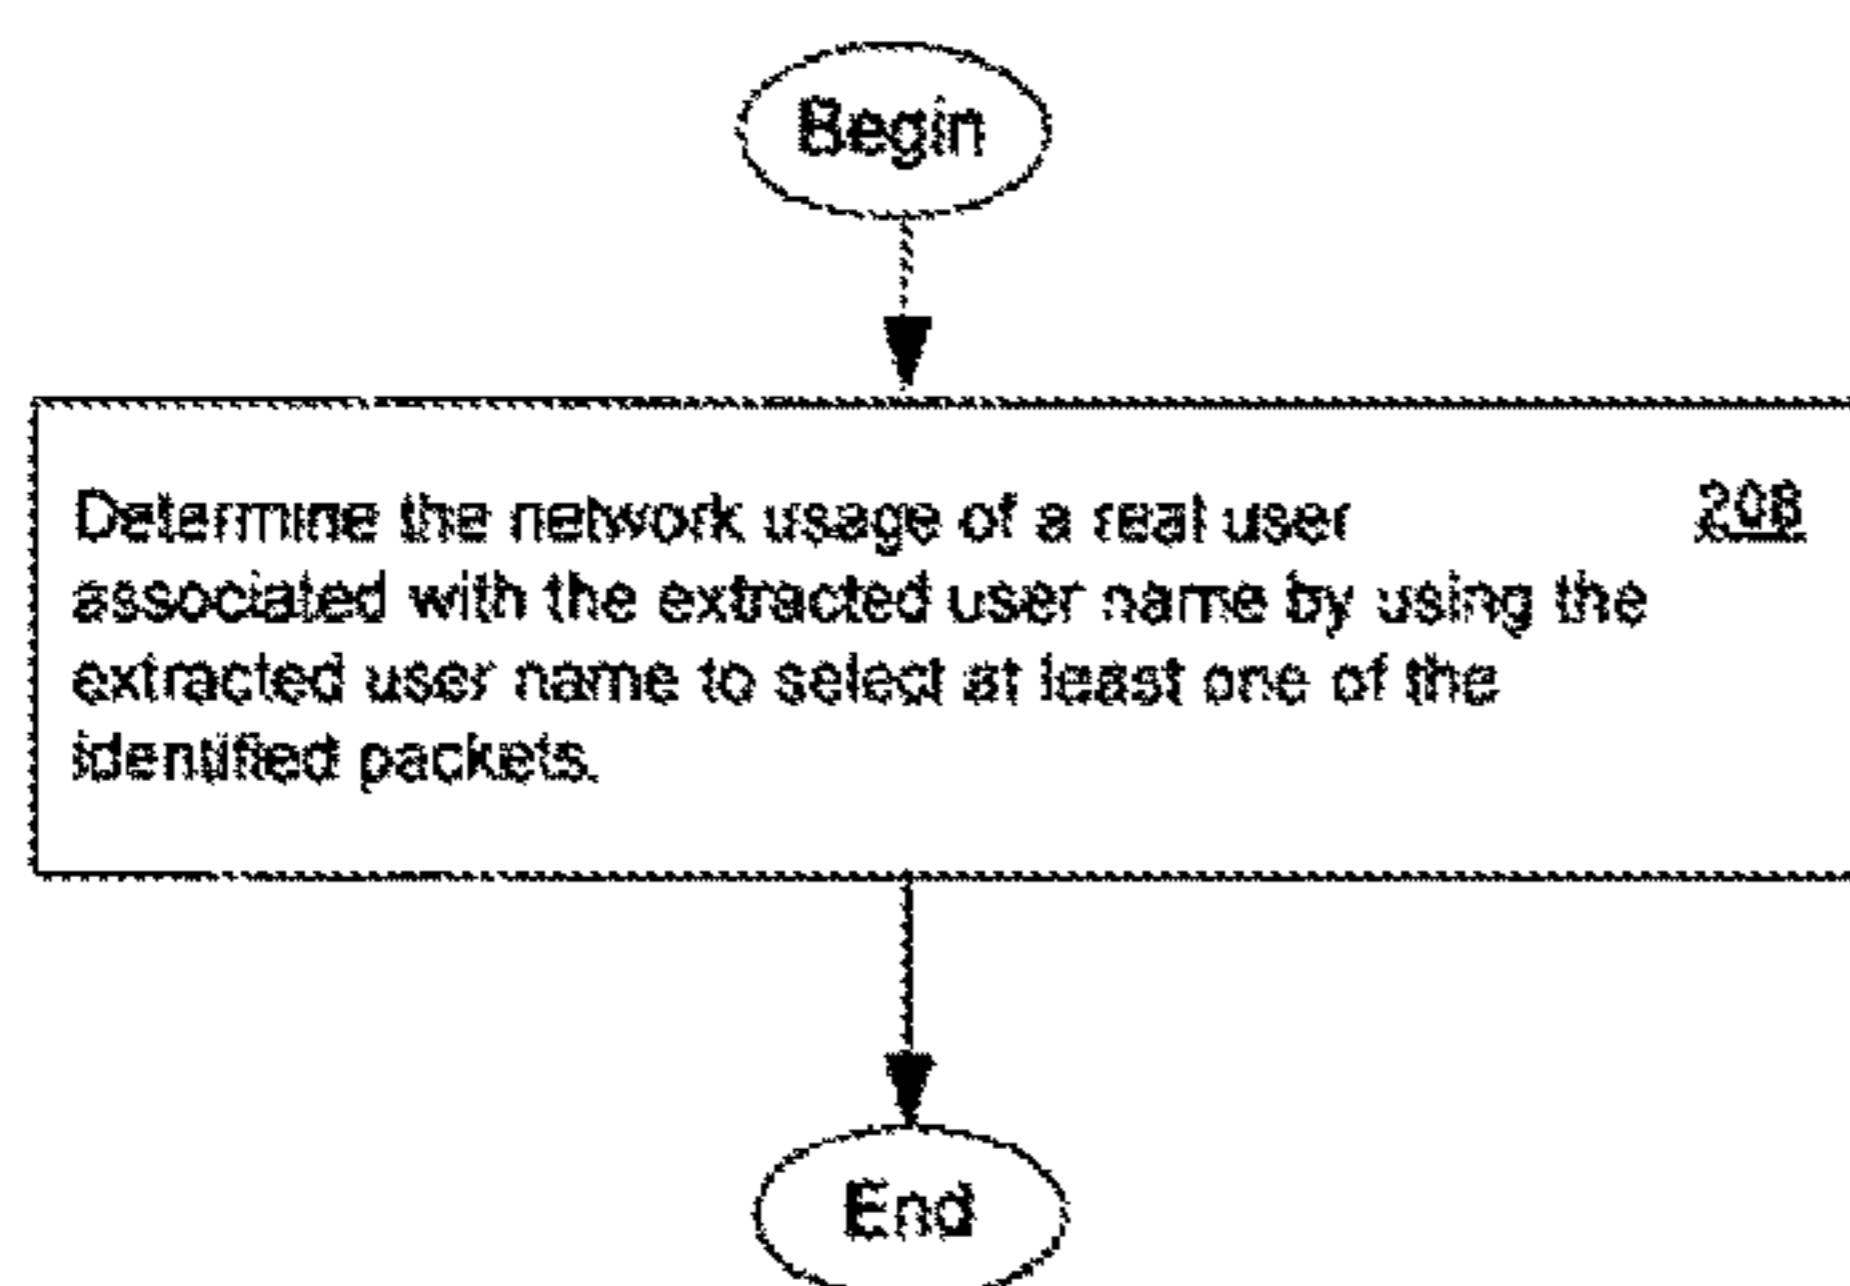 Begin
Determine the network usage of a real user
208
associated with the extracted user name by using the
extracted user name to select at least one of the
identified packets.
End